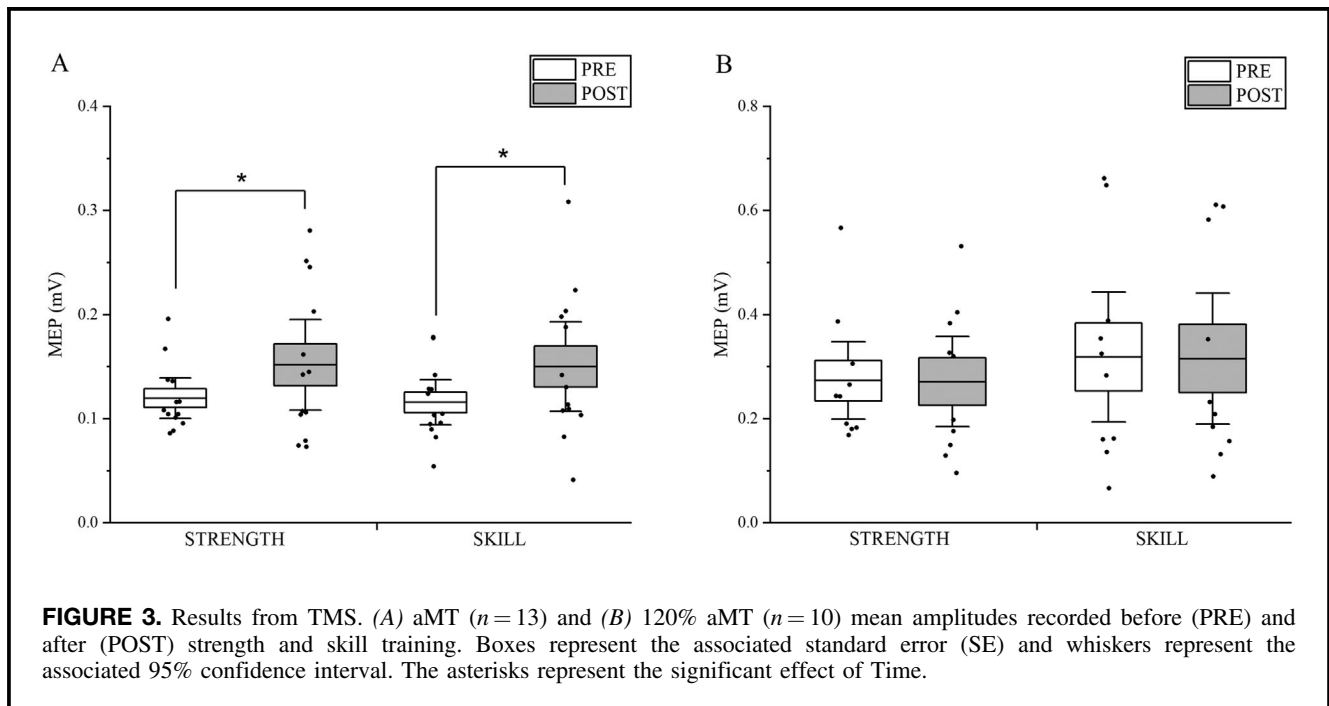 A
PRE
POST
0.4
0.3
0.2
0.1
0.0
MEP (mV)
*
*
STRENGTH SKILL
B
PRE
POST
0.8
0.6
0.4
0.2
0.0
MEP (mV)
STRENGTH SKILL
FIGURE 3. Results from TMS. (A) aMT (n = 13) and (B) 120% aMT (n = 10) mean amplitudes recorded before (PRE) and
after (POST) strength and skill training. Boxes represent the associated standard error (SE) and whiskers represent the
associated 95% confidence interval. The asterisks represent the significant effect of Time.